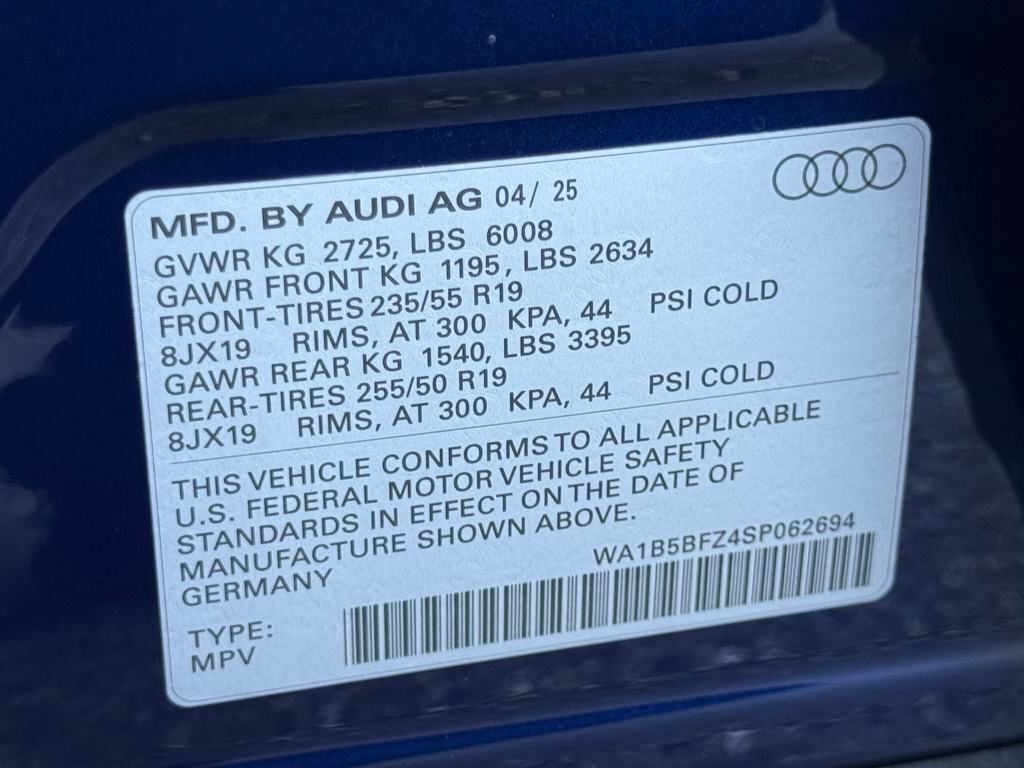 MFD. BY AUDI AG 04/ 25
GVWR KG 2725, LBS 6008
GAWR FRONT KG 1195, LBS 2634
FRONT-TIRES 235/55 R19
8JX19 RIMS, AT 300 KPA, 44 PSI COLD
GAWR REAR KG 1540, LBS 3395
REAR-TIRES 255/50 R19
8JX19 RIMS, AT 300 KPA, 44 PSI COLD
THIS VEHICLE CONFORMS TO ALL APPLICABLE
U.S. FEDERAL MOTOR VEHICLE SAFETY
STANDARDS IN EFFECT ON THE DATE OF
MANUFACTURE SHOWN ABOVE.
GERMANY
WA1B5BFZ4SP062694
TYPE:
MPV